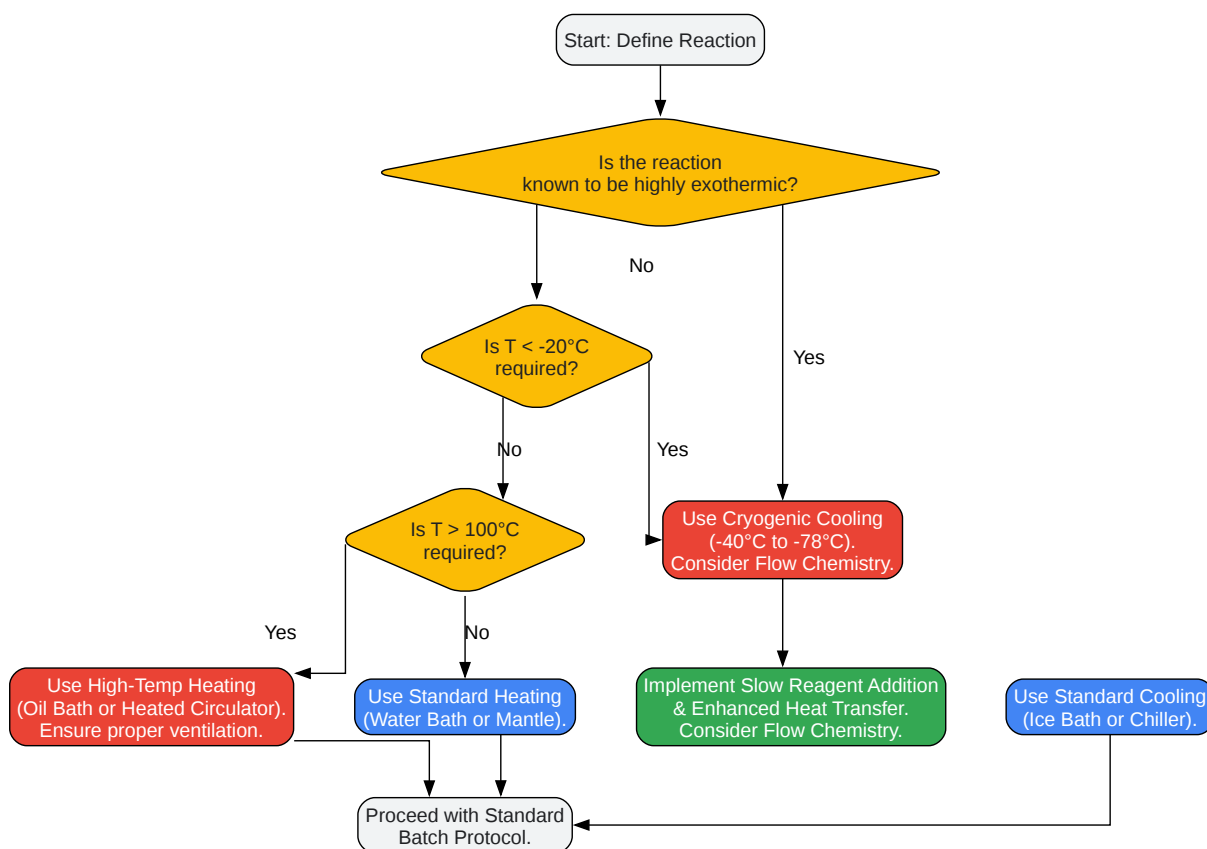 Start: Define Reaction
Is the reaction
known to be highly exothermic?
No
Yes
Is T < -20°C
required?
No
Yes
Use Cryogenic Cooling
(-40°C to -78°C).
Consider Flow Chemistry.
Is T > 100°C
required?
Yes
No
Use High-Temp Heating
(Oil Bath or Heated Circulator).
Ensure proper ventilation.
Use Standard Heating
(Water Bath or Mantle).
Implement Slow Reagent Addition
& Enhanced Heat Transfer.
Consider Flow Chemistry.
Use Standard Cooling
(Ice Bath or Chiller).
Proceed with Standard
Batch Protocol.